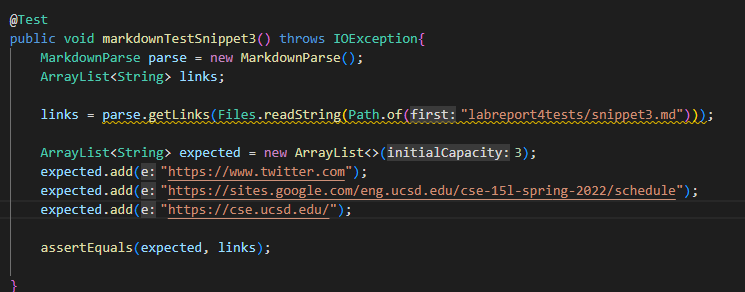 @Test
public void markdownTestSnippet3() throws IOException{
MarkdownParse parse = new MarkdownParse();
ArrayList<String> links;
links = parse.getLinks(Files.readString(Path.of(first: "labreport4tests/snippet3.md")));
ArrayList<String> expected = new ArrayList<>(initialCapacity: 3);
expected.add(e: "https://www.twitter.com");
expected.add(e: "https://sites.google.com/eng.ucsd.edu/cse-15l-spring-2022/schedule");
expected.add(e: "https://cse.ucsd.edu/");
assertEquals(expected, links);
}